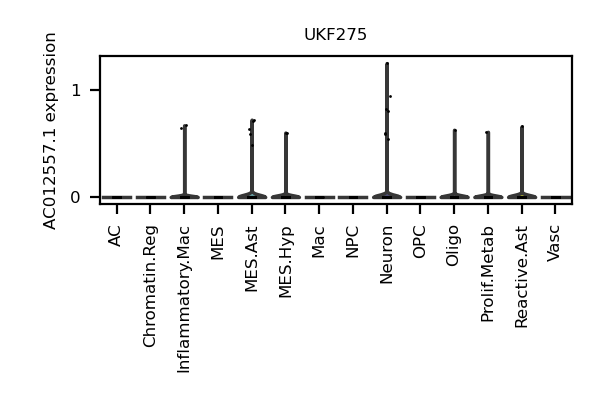 UKF275
AC012557.1 expression
1
0
AC
Chromatin.Reg
Inflammatory.Mac
MES
MES.Ast
MES.Hyp
Mac
NPC
Neuron
OPC
Oligo
Prolif.Metab
Reactive.Ast
Vasc